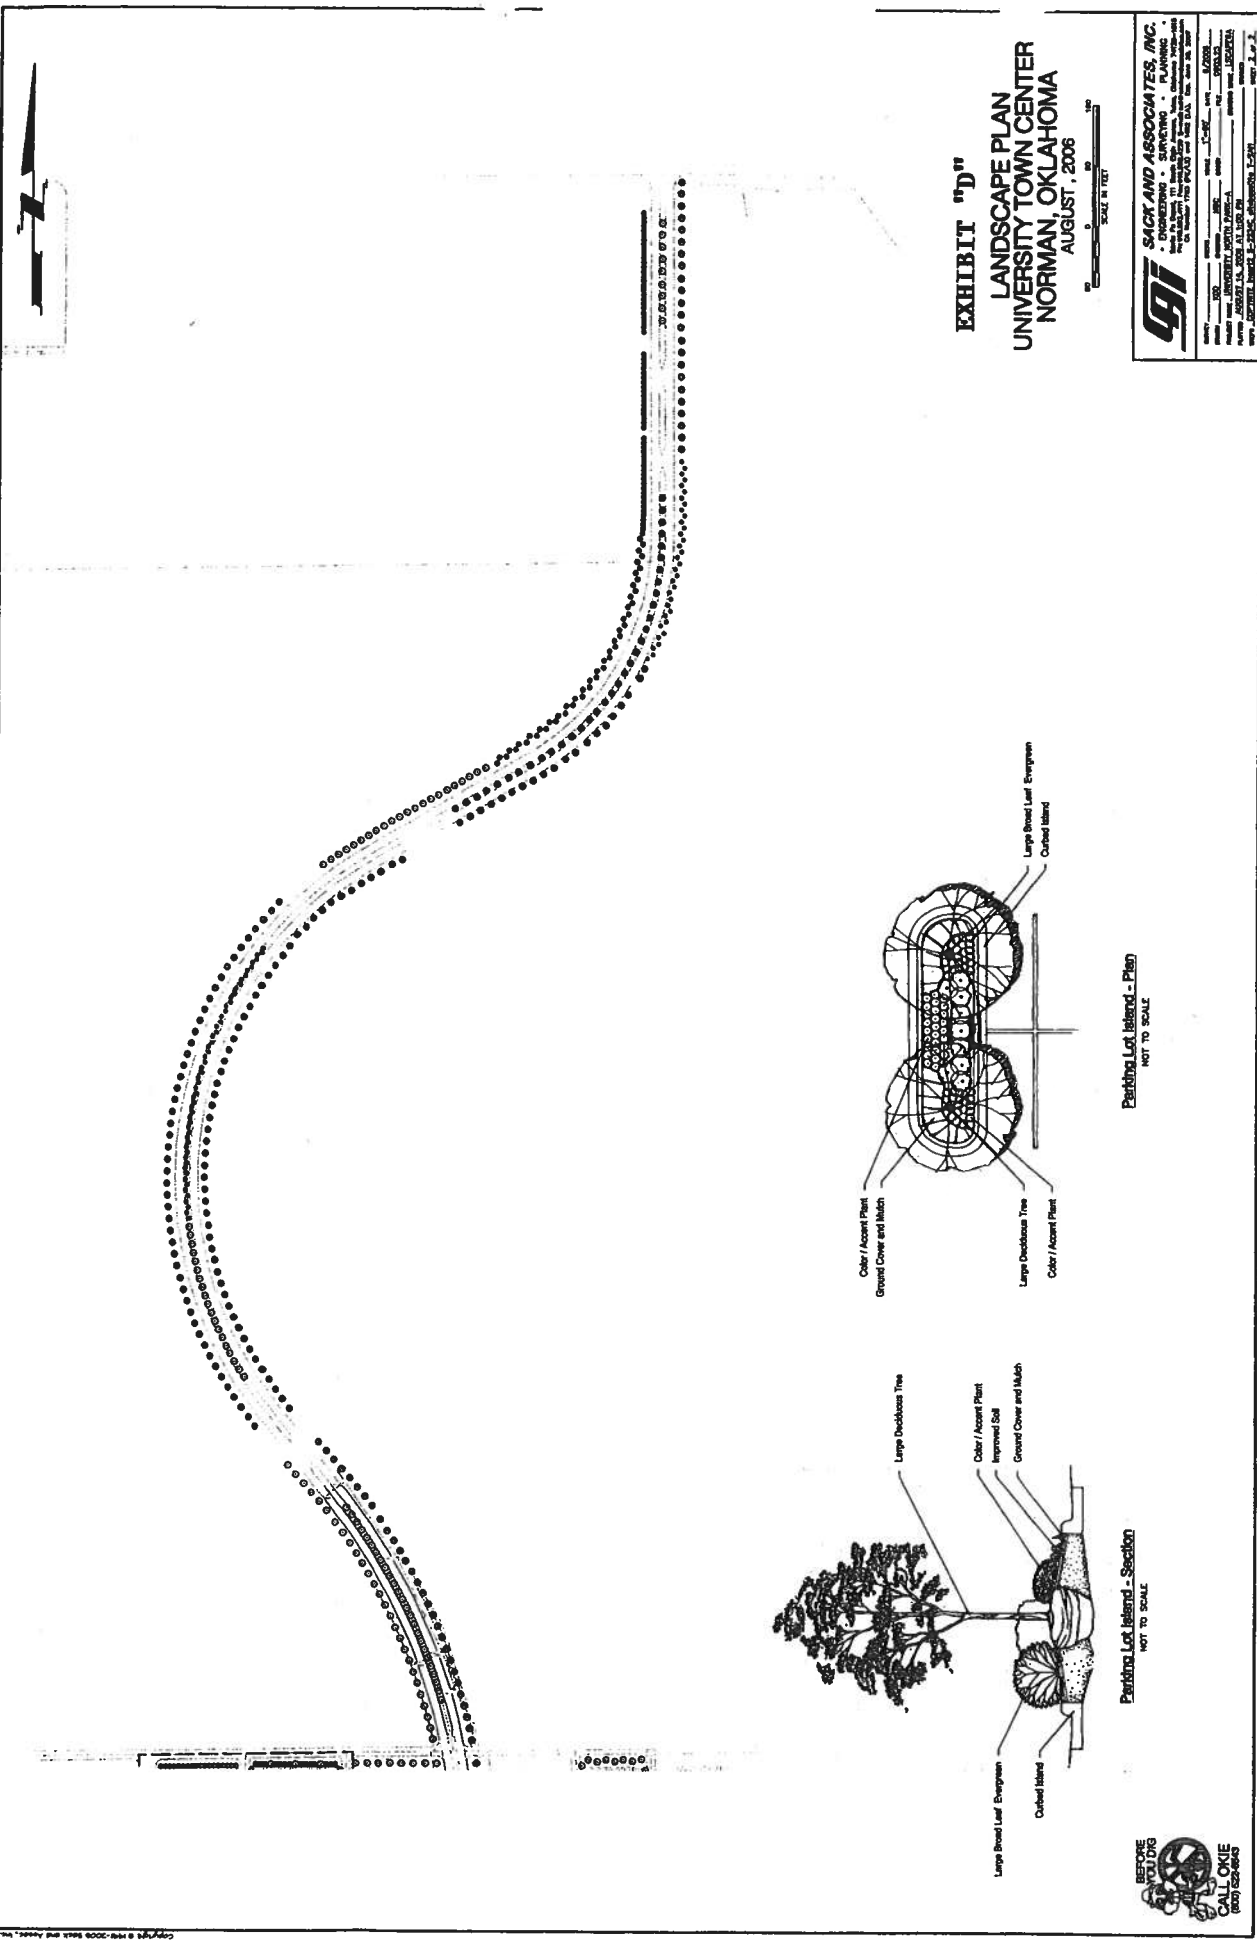 EXHIBIT "D"
LANDSCAPE PLAN
UNIVERSITY TOWN CENTER
NORMAN, OKLAHOMA
AUGUST, 2006
SCALE IN FEET
SACK AND ASSOCIATES, INC.
ENGINEERING • SURVEYING • PLANNING
Large Broad Leaf Evergreen
Curbed Island
Color / Accent Plant
Ground Cover and Mulch
Large Deciduous Tree
Color / Accent Plant
Parking Lot Island - Plan
NOT TO SCALE
Large Deciduous Tree
Color / Accent Plant
Improved Soil
Ground Cover and Mulch
Large Broad Leaf Evergreen
Curbed Island
Parking Lot Island - Section
NOT TO SCALE
BEFORE
YOU DIG
CALL OKIE
(800) 522-6543